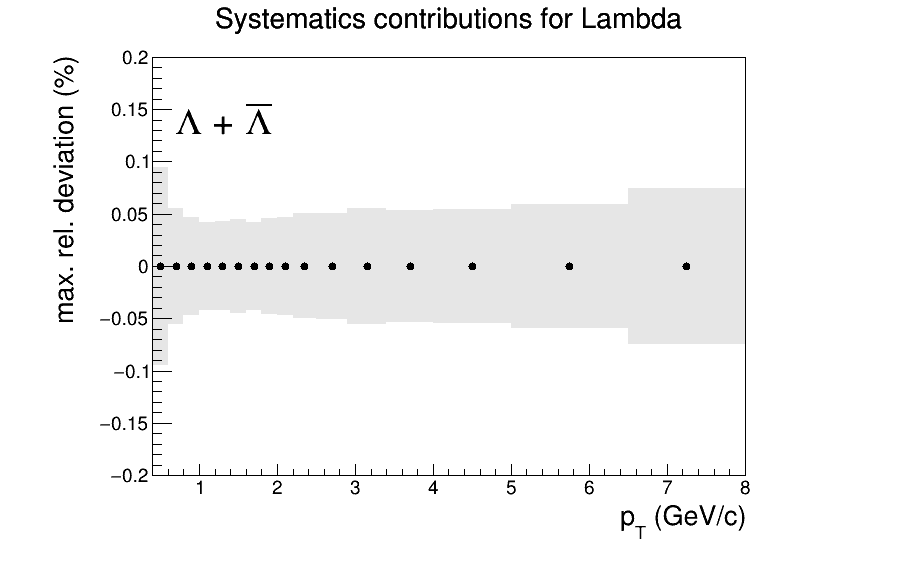 Systematics contributions for Lambda
max. rel. deviation (%)
Λ + Λ̅
0.2
0.15
0.1
0.05
0
−0.05
−0.1
−0.15
−0.2
1 2 3 4 5 6 7 8
p_T (GeV/c)